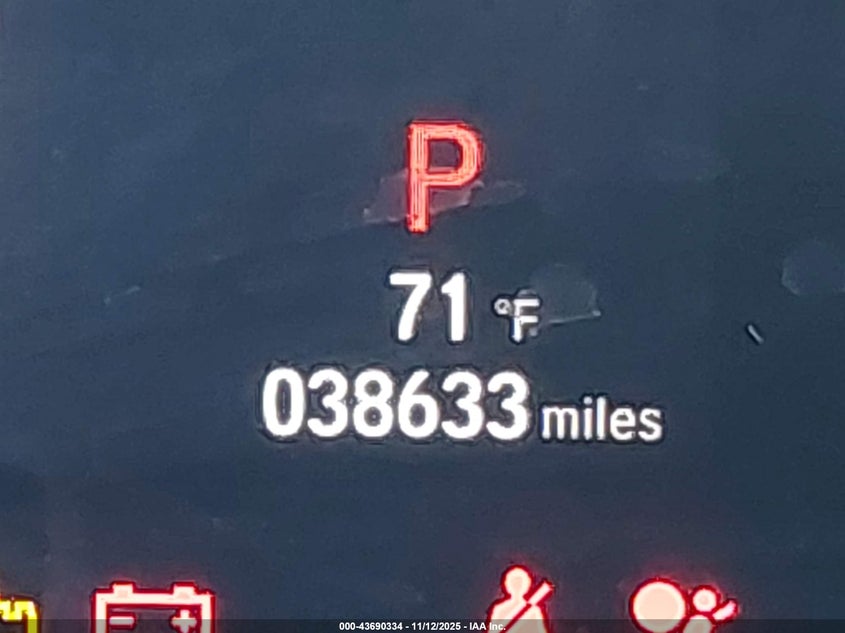 P
71 °F
038633 miles
000-43690334 - 11/12/2025 - IAA Inc.